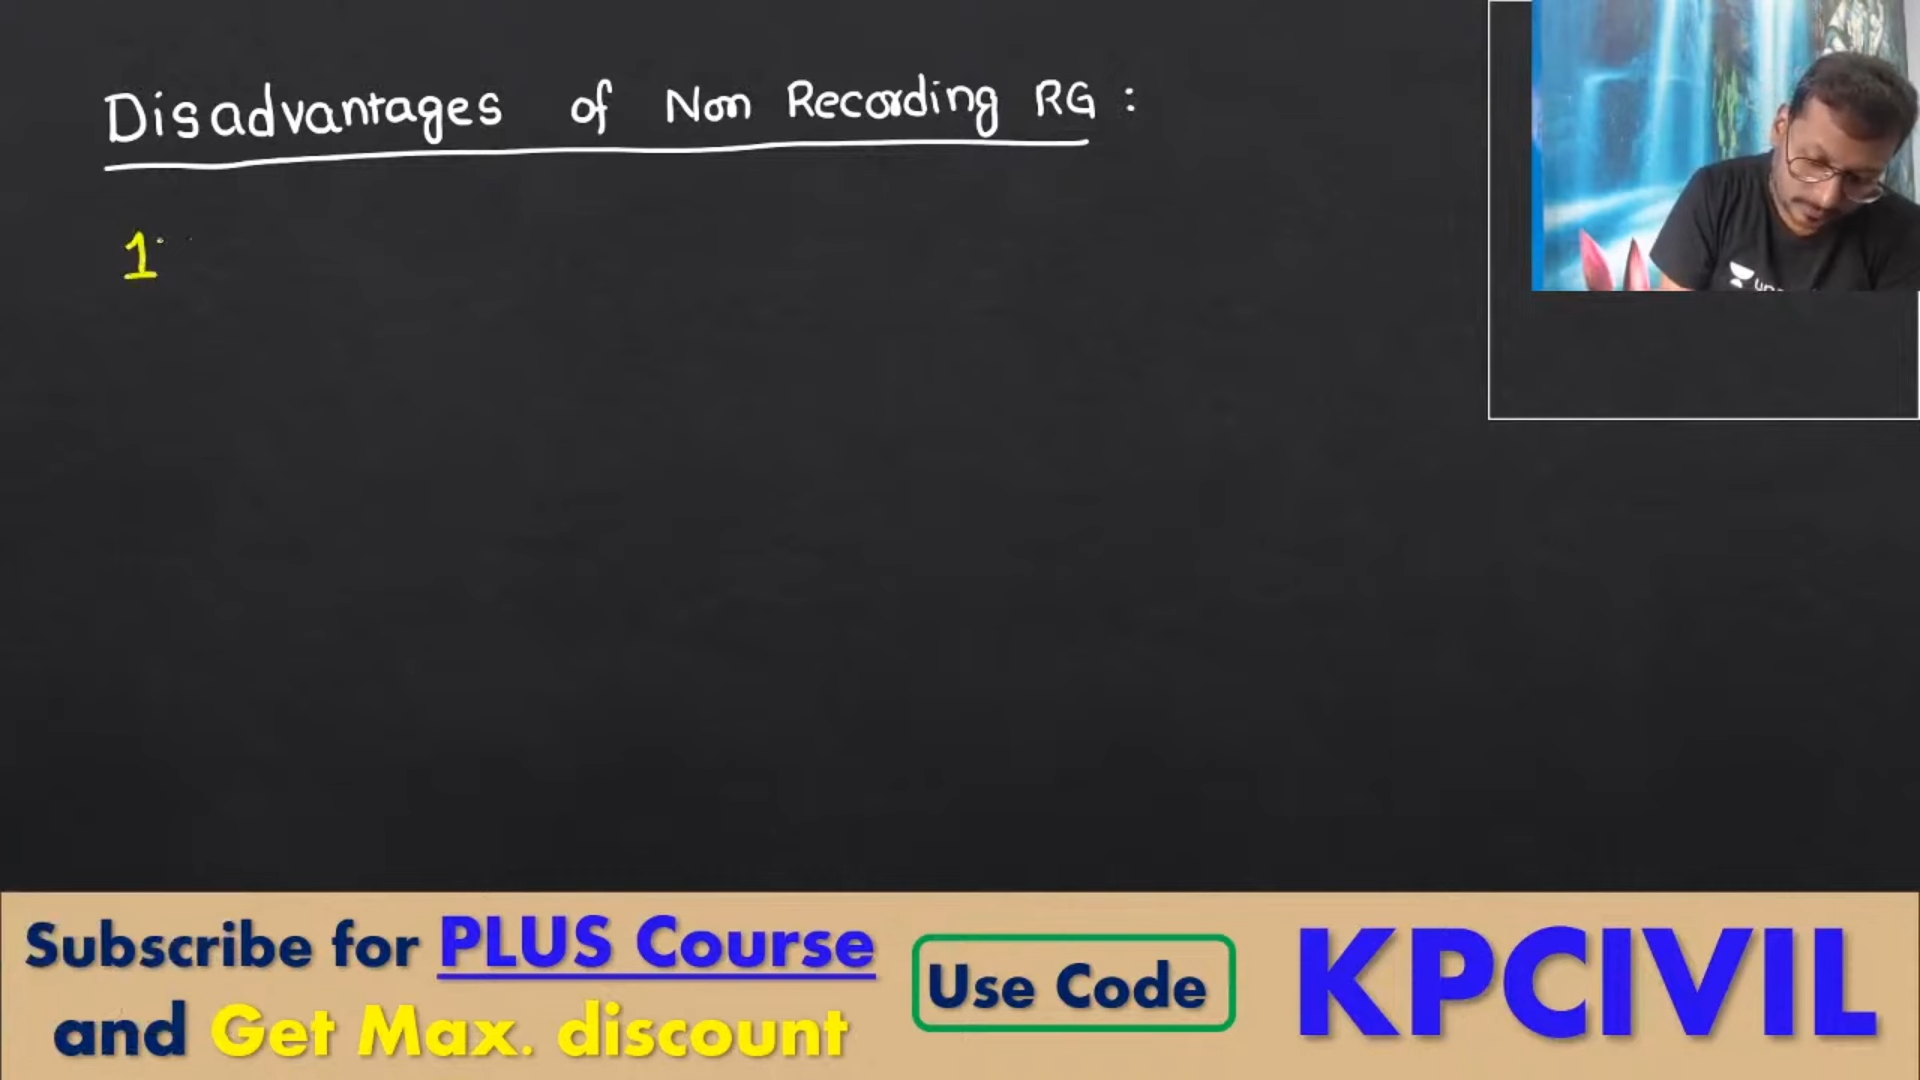 Disadvantages of Non Recording RG :
1
Subscribe for PLUS Course
and Get Max. discount
Use Code
KPCIVIL